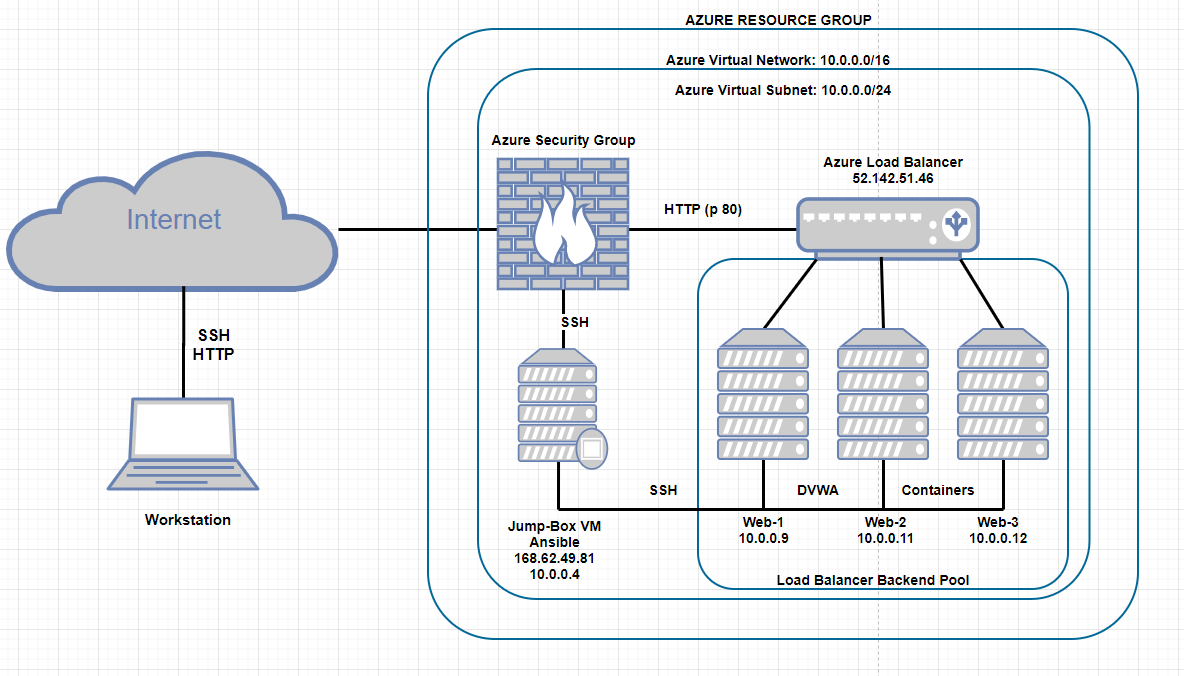 AZURE RESOURCE GROUP
Azure Virtual Network: 10.0.0.0/16
Azure Virtual Subnet: 10.0.0.0/24
Azure Security Group
Azure Load Balancer
52.142.51.46
HTTP (p 80)
Internet
SSH
SSH
HTTP
SSH
DVWA
Containers
Workstation
Jump-Box VM
Ansible
168.62.49.81
10.0.0.4
Web-1
10.0.0.9
Web-2
10.0.0.11
Web-3
10.0.0.12
Load Balancer Backend Pool